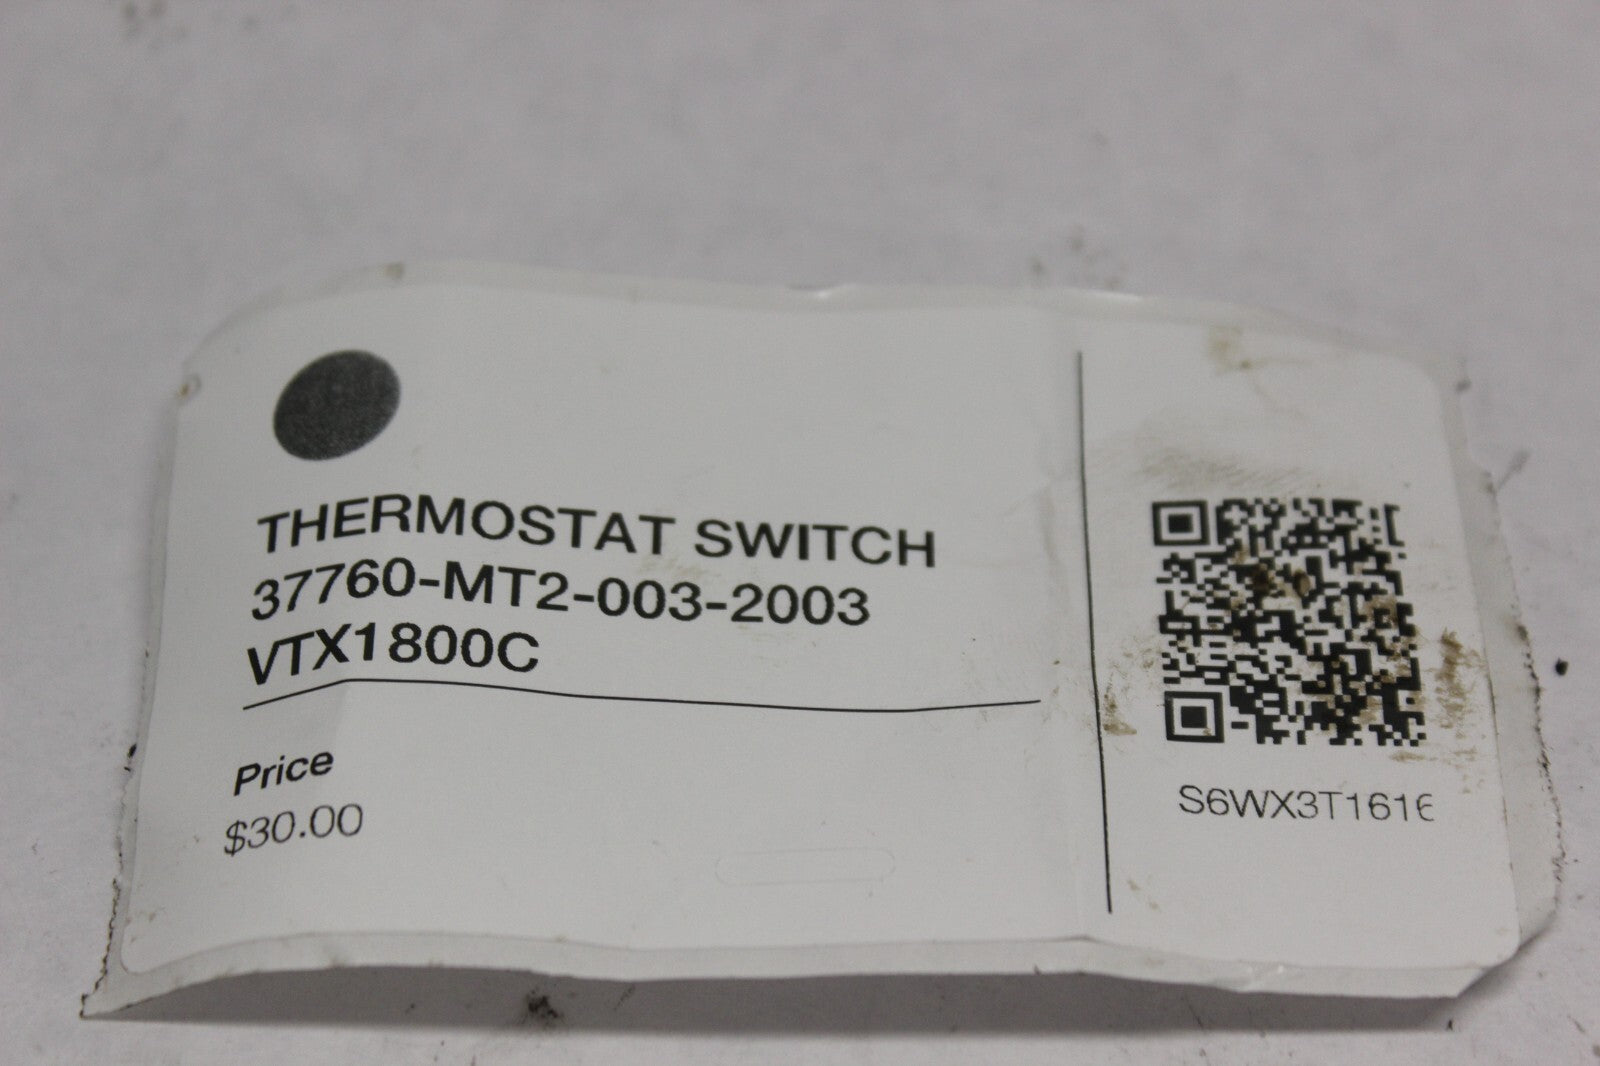 THERMOSTAT SWITCH
37760-MT2-003-2003
VTX1800C
Price
$30.00
S6WX3T1616